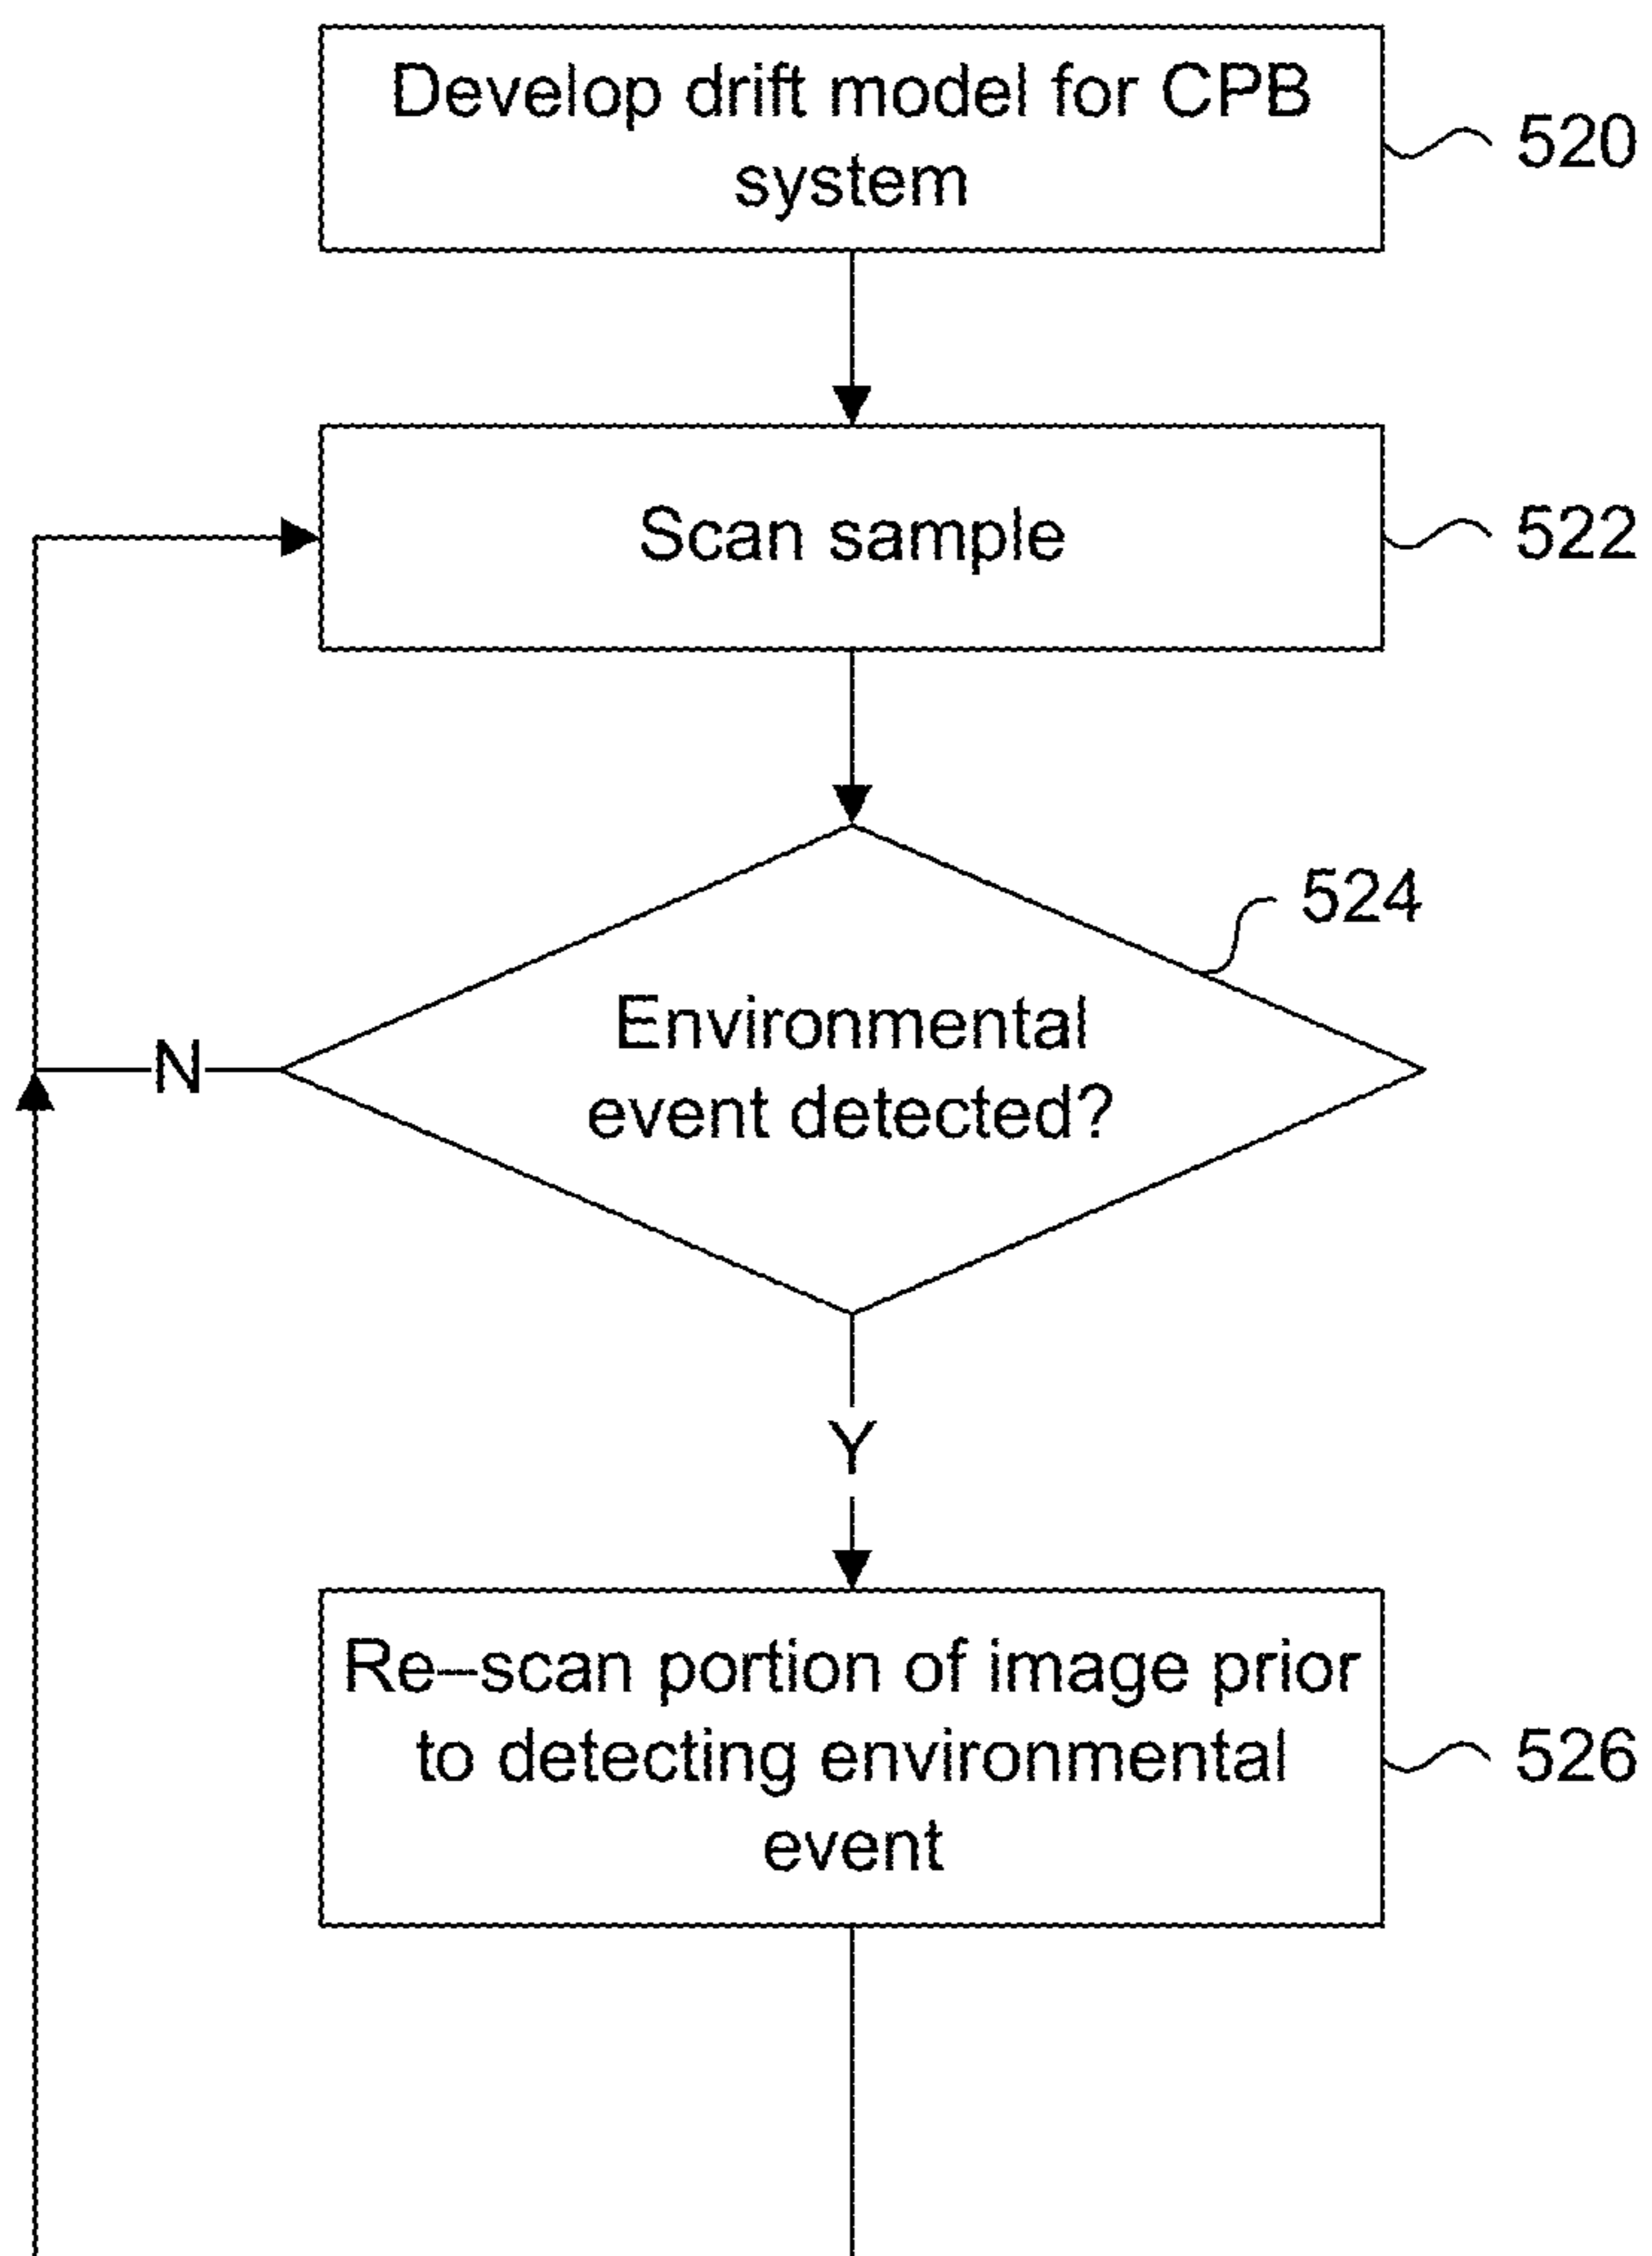 Develop drift model for CPB
system
520
Scan sample
522
524
Environmental
event detected?
N
Y
Re–scan portion of image prior
to detecting environmental
event
526